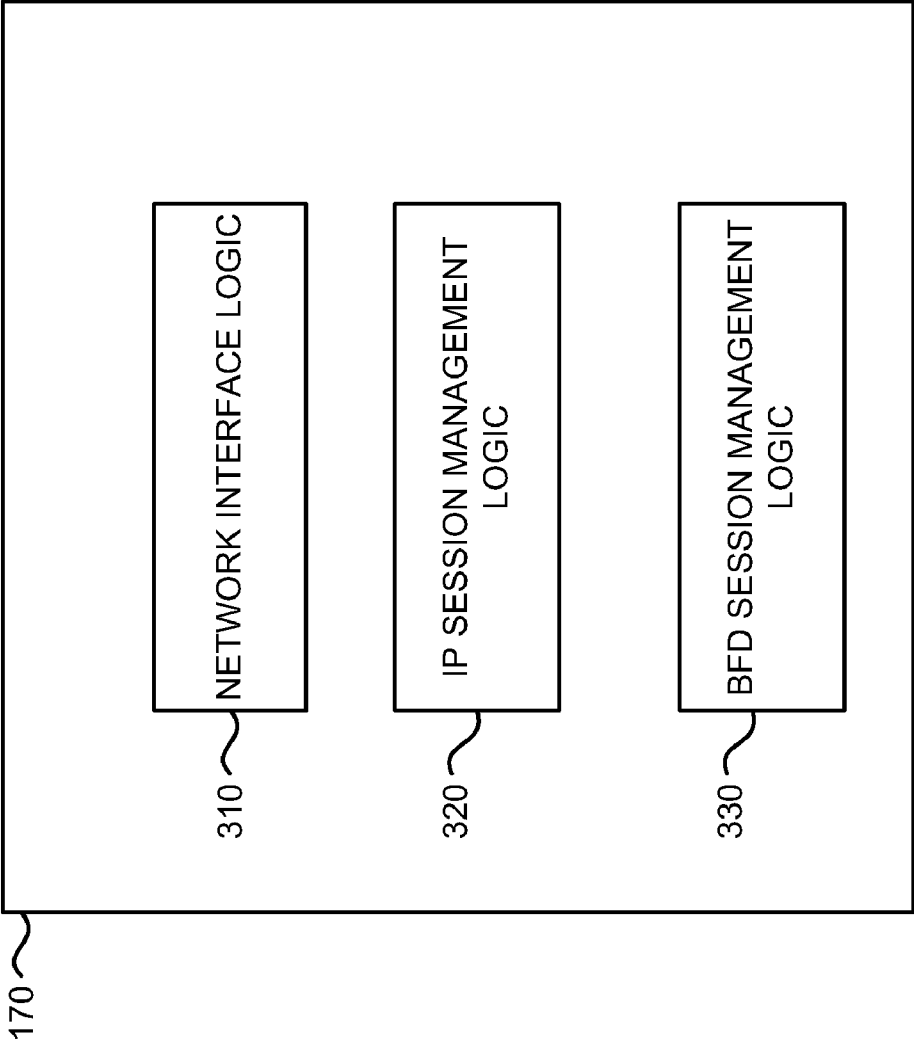 170
310
NETWORK INTERFACE LOGIC
320
IP SESSION MANAGEMENT
LOGIC
330
BFD SESSION MANAGEMENT
LOGIC